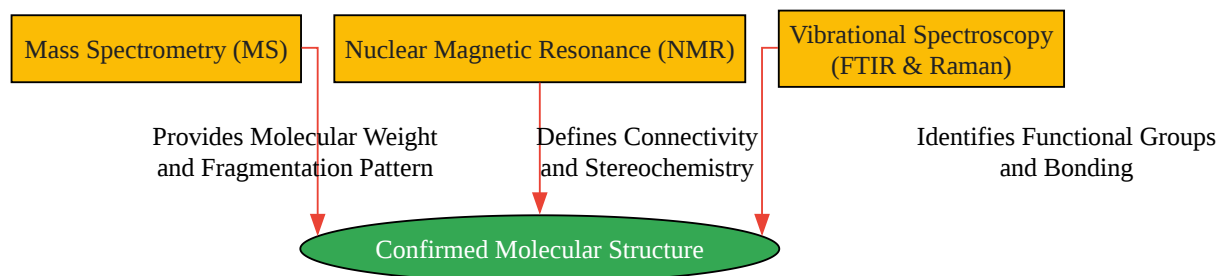 Mass Spectrometry (MS)
Nuclear Magnetic Resonance (NMR)
Vibrational Spectroscopy
(FTIR & Raman)
Provides Molecular Weight
and Fragmentation Pattern
Defines Connectivity
and Stereochemistry
Identifies Functional Groups
and Bonding
Confirmed Molecular Structure